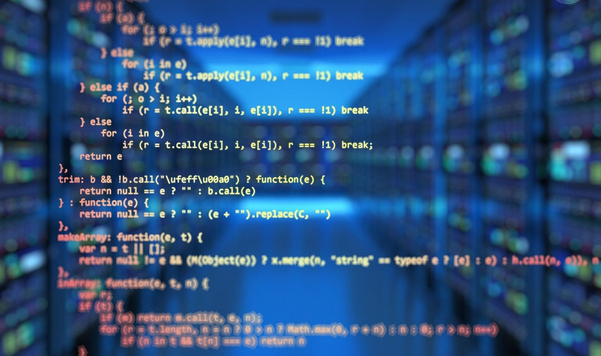 if (n) {
if (a) {
for (; o > i; i++)
if (r = t.apply(e[i], n), r === !1) break
} else
for (i in e)
if (r = t.apply(e[i], n), r === !1) break
} else if (a) {
for (; o > i; i++)
if (r = t.call(e[i], i, e[i]), r === !1) break
} else
for (i in e)
if (r = t.call(e[i], i, e[i]), r === !1) break;
return e
},
trim: b && !b.call("\ufeff\u00a0") ? function(e) {
return null == e ? "" : b.call(e)
} : function(e) {
return null == e ? "" : (e + "").replace(C, "")
},
makeArray: function(e, t) {
var n = t || [];
return null != e && (M(Object(e)) ? x.merge(n, "string" == typeof e ? [e] : e) : h.call(n, e)), n
},
inArray: function(e, t, n) {
var r;
if (t) {
if (m) return m.call(t, e, n);
for (r = t.length, n = n ? 0 > n ? Math.max(0, r + n) : n : 0; r > n; n++)
if (n in t && t[n] === e) return n
}